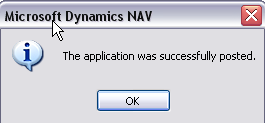 Microsoft Dynamics NAV
The application was successfully posted.
OK